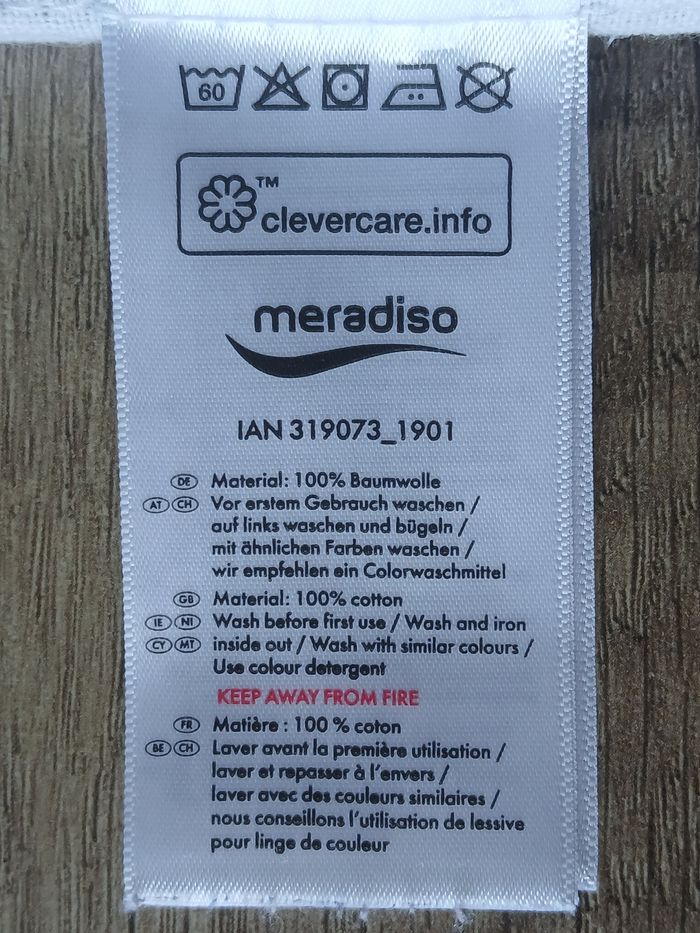 60
™
clevercare.info
meradiso
IAN 319073_1901
DE Material: 100% Baumwolle
AT CH Vor erstem Gebrauch waschen /
auf links waschen und bügeln /
mit ähnlichen Farben waschen /
wir empfehlen ein Colorwaschmittel
GB Material: 100% cotton
IE NI Wash before first use / Wash and iron
CY MT inside out / Wash with similar colours /
Use colour detergent
KEEP AWAY FROM FIRE
FR Matière : 100 % coton
BE CH Laver avant la première utilisation /
laver et repasser à l'envers /
laver avec des couleurs similaires /
nous conseillons l'utilisation de lessive
pour linge de couleur